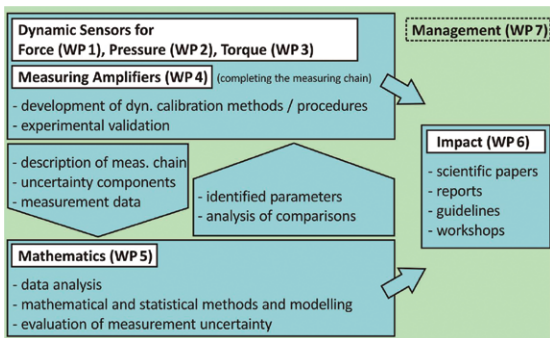 Dynamic Sensors for
Force (WP 1), Pressure (WP 2), Torque (WP 3)
Management (WP 7)
Measuring Amplifiers (WP 4) (completing the measuring chain)
- development of dyn. calibration methods / procedures
- experimental validation
- description of meas. chain
- uncertainty components
- measurement data
- identified parameters
- analysis of comparisons
Impact (WP 6)
- scientific papers
- reports
- guidelines
- workshops
Mathematics (WP 5)
- data analysis
- mathematical and statistical methods and modelling
- evaluation of measurement uncertainty